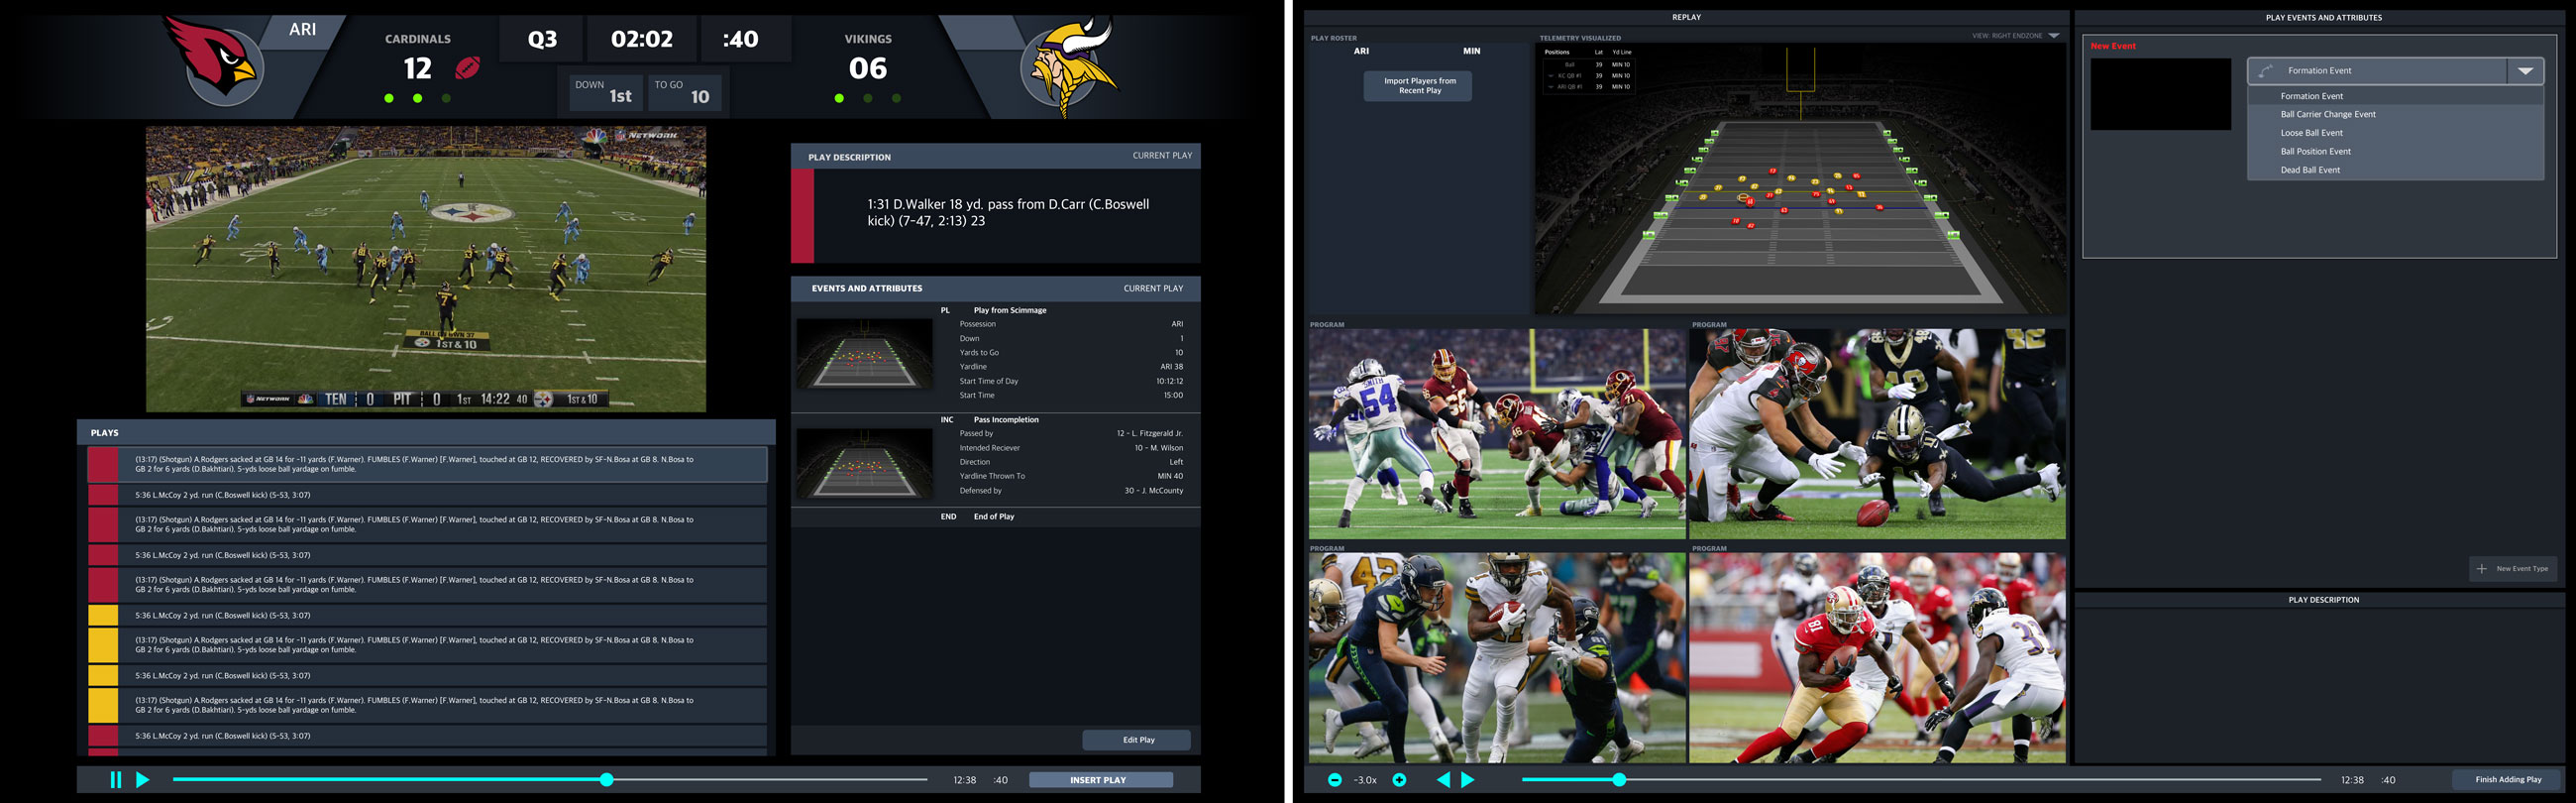 ARI
CARDINALS
12
Q3
02:02
:40
DOWN
1st
TO GO
10
VIKINGS
06
NETWORK
BALL ON OWN 37
1ST & 10
NETWORK
TEN 0 PIT 0 1ST 14:22 40 1ST & 10
PLAY DESCRIPTION
CURRENT PLAY
1:31 D.Walker 18 yd. pass from D.Carr (C.Boswell
kick) (7-47, 2:13) 23
EVENTS AND ATTRIBUTES
CURRENT PLAY
PL Play from Scimmage
Possession ARI
Down 1
Yards to Go 10
Yardline ARI 38
Start Time of Day 10:12:12
Start Time 15:00
INC Pass Incompletion
Passed by 12 - L. Fitzgerald Jr.
Intended Reciever 10 - M. Wilson
Direction Left
Yardline Thrown To MIN 40
Defensed by 30 - J. McCounty
END End of Play
Edit Play
PLAYS
(13:17) (Shotgun) A.Rodgers sacked at GB 14 for -11 yards (F.Warner). FUMBLES (F.Warner) [F.Warner], touched at GB 12, RECOVERED by SF-N.Bosa at GB 8. N.Bosa to
GB 2 for 6 yards (D.Bakhtiari). 5-yds loose ball yardage on fumble.
5:36 L.McCoy 2 yd. run (C.Boswell kick) (5-53, 3:07)
(13:17) (Shotgun) A.Rodgers sacked at GB 14 for -11 yards (F.Warner). FUMBLES (F.Warner) [F.Warner], touched at GB 12, RECOVERED by SF-N.Bosa at GB 8. N.Bosa to
GB 2 for 6 yards (D.Bakhtiari). 5-yds loose ball yardage on fumble.
5:36 L.McCoy 2 yd. run (C.Boswell kick) (5-53, 3:07)
(13:17) (Shotgun) A.Rodgers sacked at GB 14 for -11 yards (F.Warner). FUMBLES (F.Warner) [F.Warner], touched at GB 12, RECOVERED by SF-N.Bosa at GB 8. N.Bosa to
GB 2 for 6 yards (D.Bakhtiari). 5-yds loose ball yardage on fumble.
5:36 L.McCoy 2 yd. run (C.Boswell kick) (5-53, 3:07)
(13:17) (Shotgun) A.Rodgers sacked at GB 14 for -11 yards (F.Warner). FUMBLES (F.Warner) [F.Warner], touched at GB 12, RECOVERED by SF-N.Bosa at GB 8. N.Bosa to
GB 2 for 6 yards (D.Bakhtiari). 5-yds loose ball yardage on fumble.
5:36 L.McCoy 2 yd. run (C.Boswell kick) (5-53, 3:07)
(13:17) (Shotgun) A.Rodgers sacked at GB 14 for -11 yards (F.Warner). FUMBLES (F.Warner) [F.Warner], touched at GB 12, RECOVERED by SF-N.Bosa at GB 8. N.Bosa to
GB 2 for 6 yards (D.Bakhtiari). 5-yds loose ball yardage on fumble.
5:36 L.McCoy 2 yd. run (C.Boswell kick) (5-53, 3:07)
12:38 :40
INSERT PLAY
REPLAY
PLAY ROSTER
ARI MIN
Import Players from
Recent Play
TELEMETRY VISUALIZED
VIEW: RIGHT ENDZONE
Positions Lat Yd Line
Ball 39 MIN 10
KC QB #1 39 MIN 10
ARI QB #1 39 MIN 10
PROGRAM
SMITH
54
46
71
PROGRAM
PROGRAM
42
PROGRAM
81
PLAY EVENTS AND ATTRIBUTES
New Event
Formation Event
Formation Event
Ball Carrier Change Event
Loose Ball Event
Ball Position Event
Dead Ball Event
+ New Event Type
PLAY DESCRIPTION
-3.0x
12:38 :40
Finish Adding Play